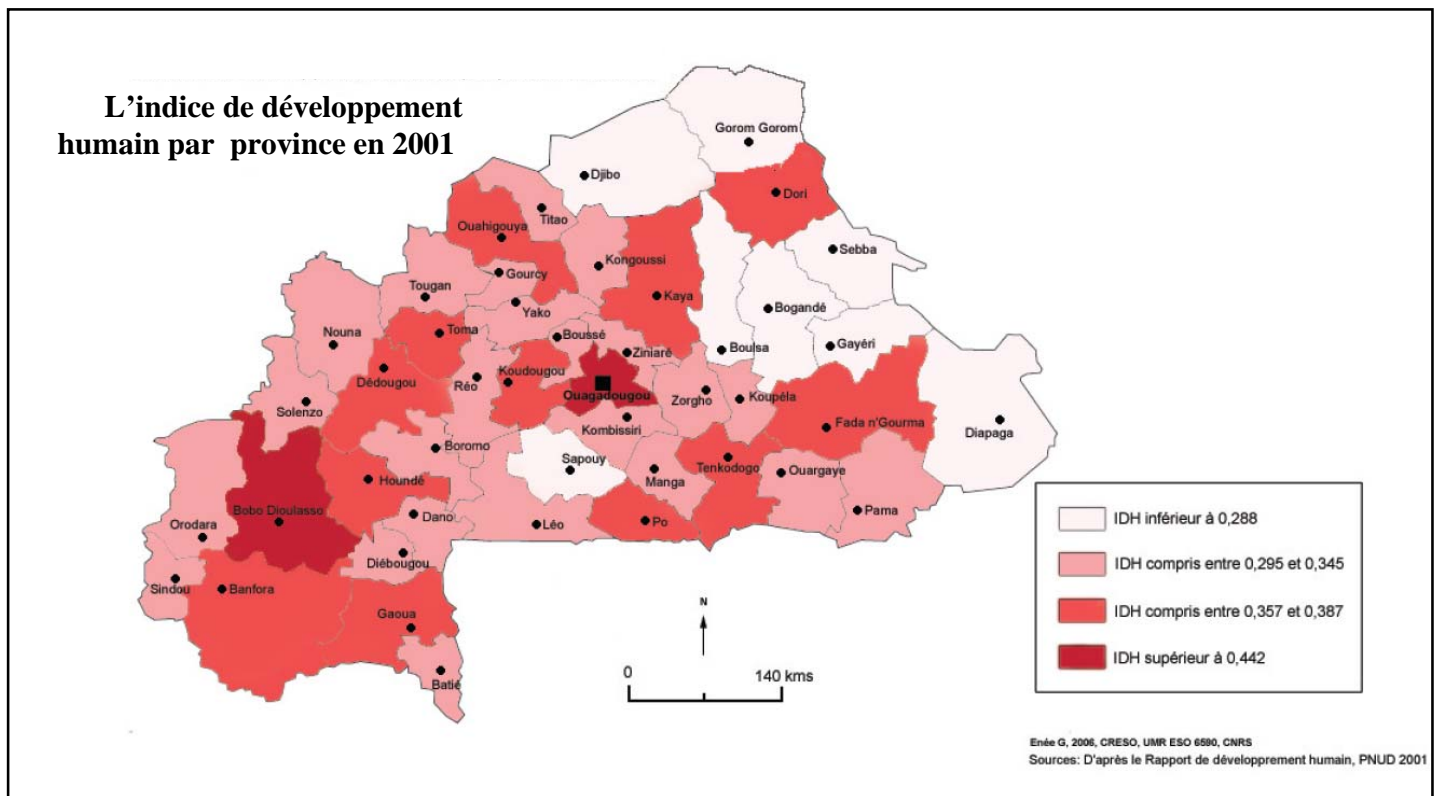 L'indice de développement
humain par province en 2001
Gorom Gorom
Djibo
Dori
Titao
Ouahigouya
Sebba
Kongoussi
Gourcy
Tougan
Kaya
Bogandé
Yako
Toma
Nouna
Boussé
Gayéri
Boulsa
Ziniaré
Koudougou
Dédougou
Réo
Ouagadougou
Zorgho
Koupéla
Solenzo
Fada n'Gourma
Kombissiri
Diapaga
Boromo
Sapouy
Tenkodogo
Ouargaye
Houndé
Manga
Bobo Dioulasso
Dano
Pama
Orodara
Léo
Po
Diébougou
Sindou
Banfora
Gaoua
Batié
N
0 140 kms
IDH inférieur à 0,288
IDH compris entre 0,295 et 0,345
IDH compris entre 0,357 et 0,387
IDH supérieur à 0,442
Enée G, 2006, CRESO, UMR ESO 6590, CNRS
Sources: D'après le Rapport de développrement humain, PNUD 2001